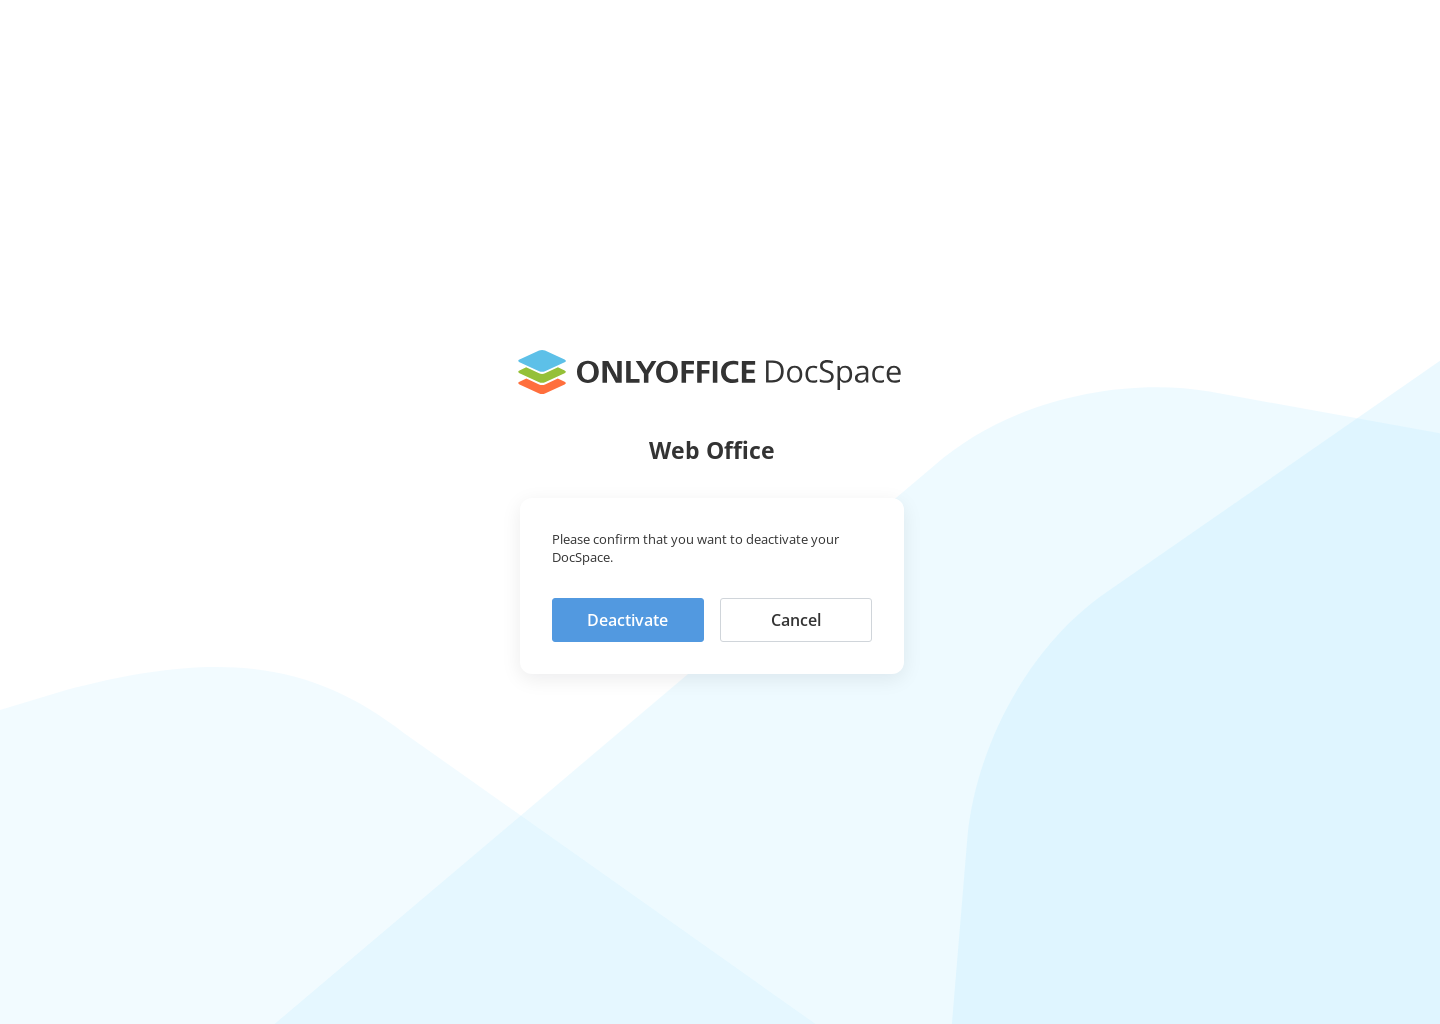 ONLYOFFICE DocSpace
Web Office
Please confirm that you want to deactivate your
DocSpace.
Deactivate
Cancel